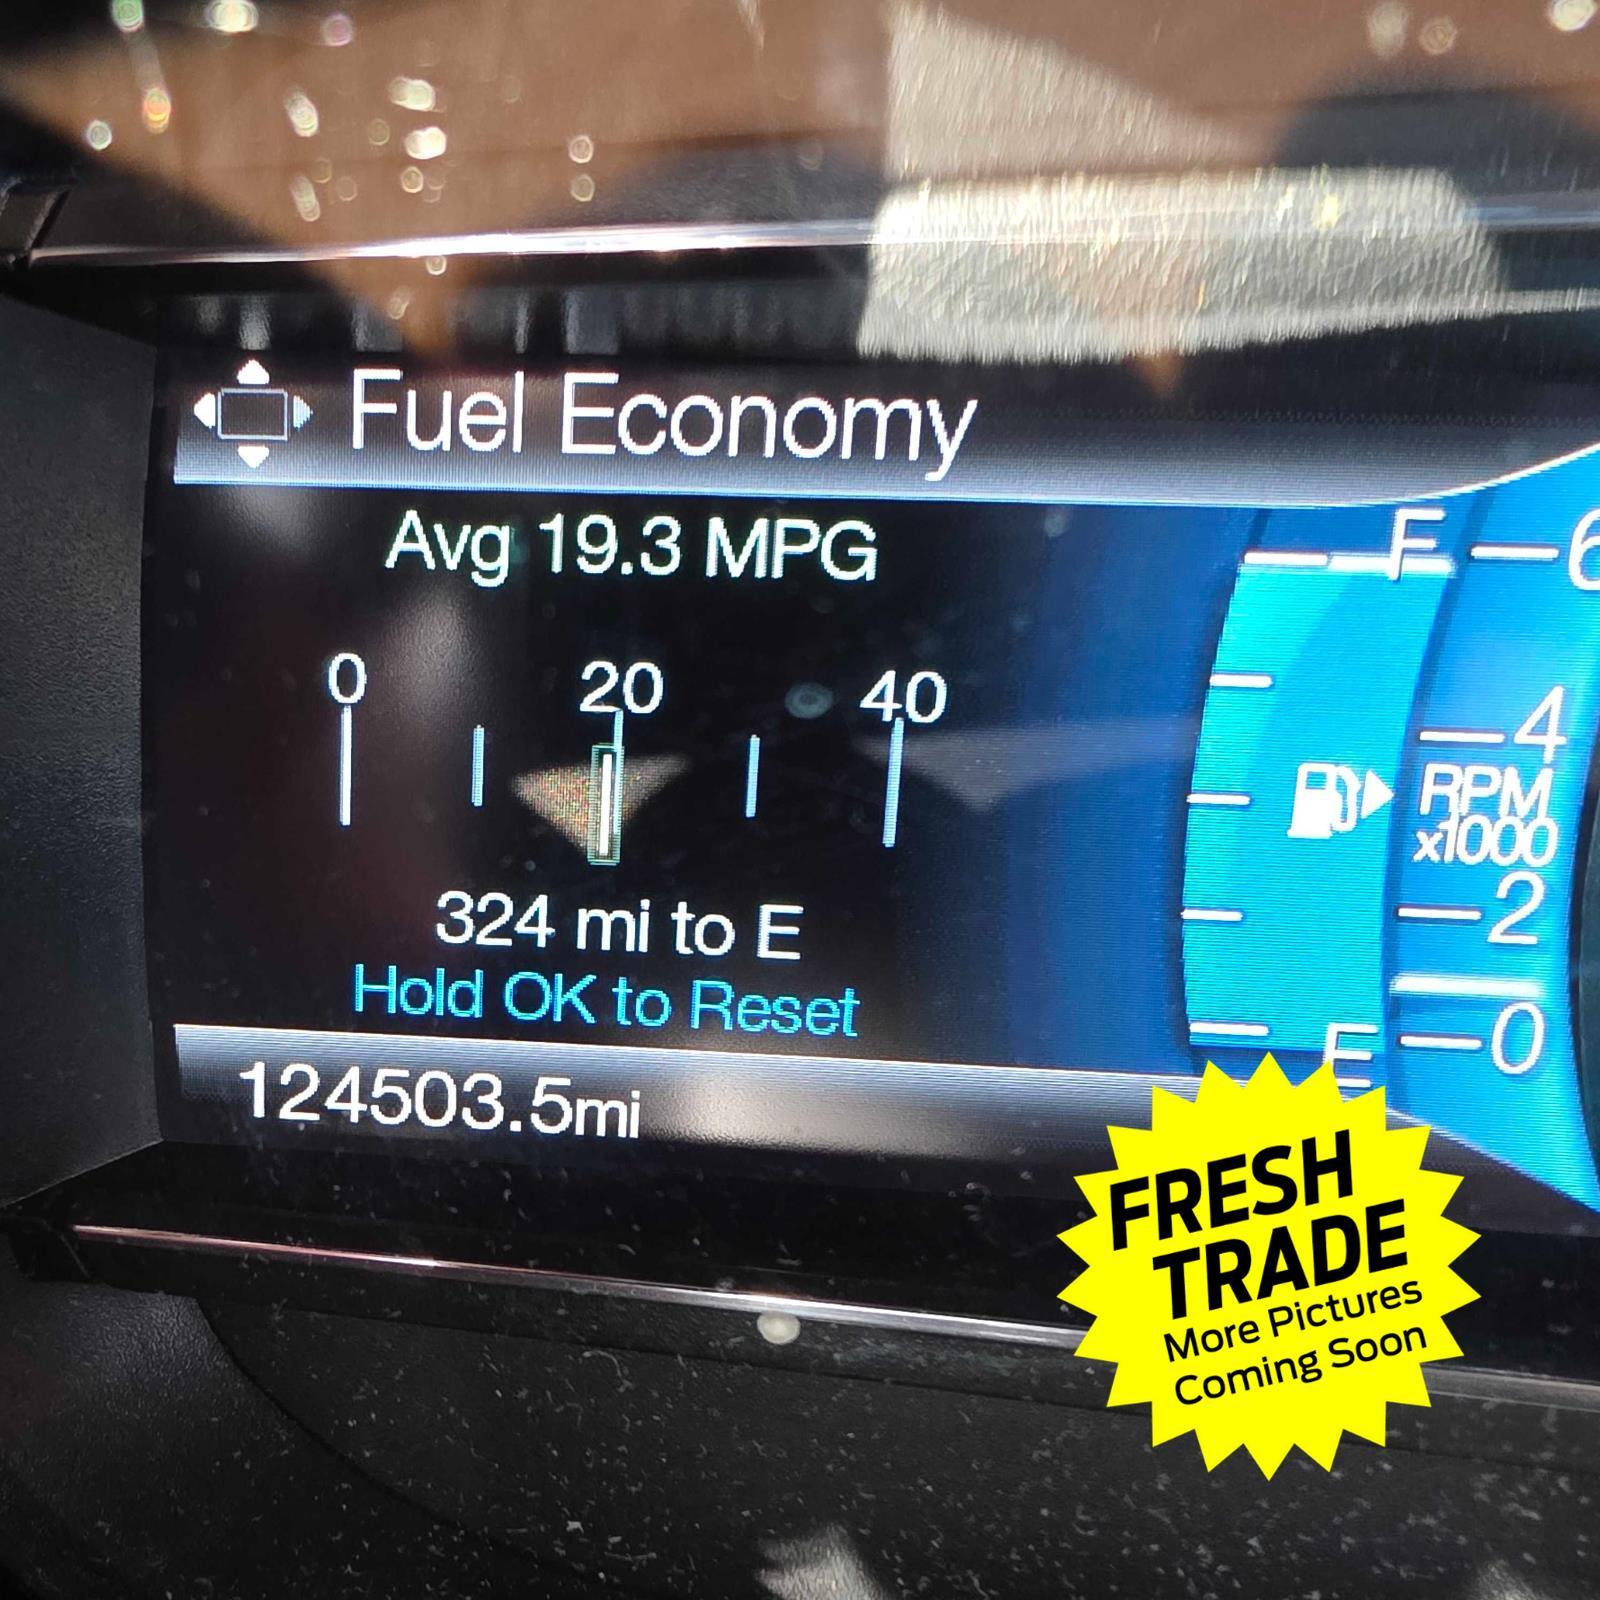 Fuel Economy
Avg 19.3 MPG
0 20 40
324 mi to E
Hold OK to Reset
124503.5mi
F
E
6
4
RPM
x1000
2
0
FRESH
TRADE
More Pictures
Coming Soon